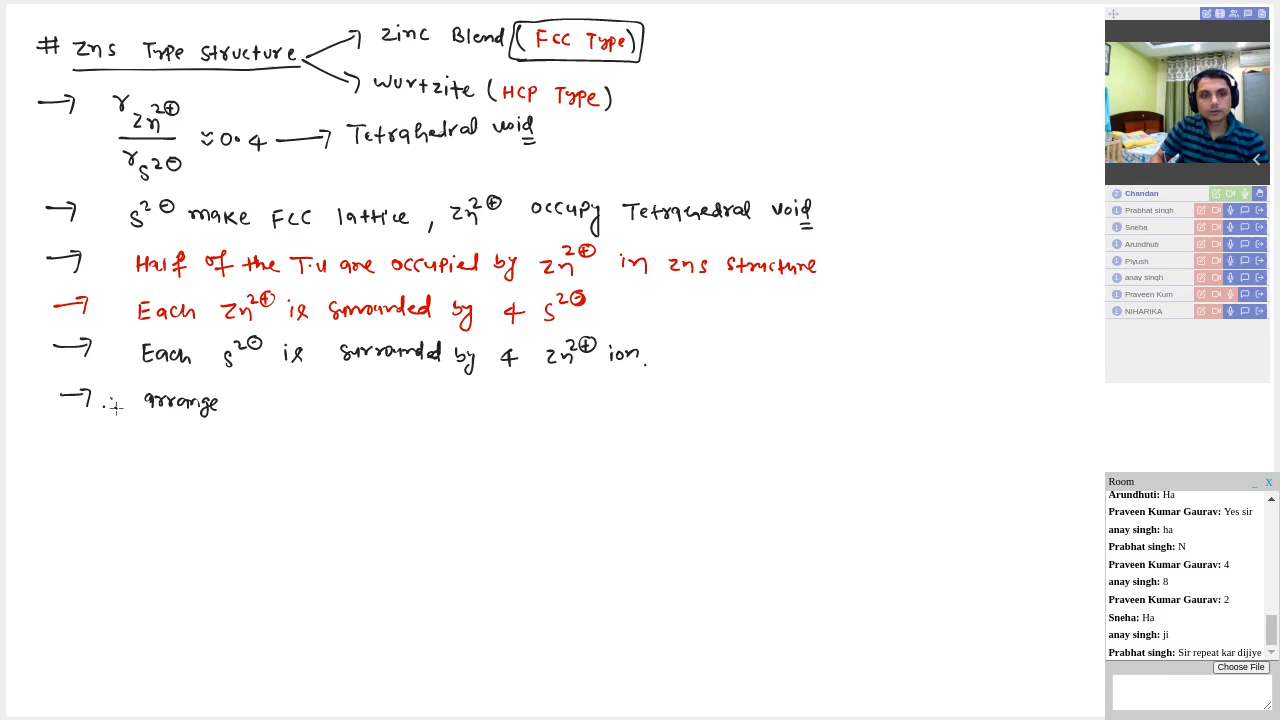 # Zns Type Structure
Zinc Blend (FCC Type)
Wurtzite (HCP Type)
→ r Zn²⊕ / r S²⊖ ≈ 0.4 → Tetrahedral void
→ S²⊖ make FCC lattice, Zn²⊕ occupy Tetrahedral void
→ Half of the T.V are occupied by Zn²⊕ in Zns structure
→ Each Zn²⊕ is surrounded by 4 S²⊖
→ Each S²⊖ is surrounded by 4 Zn²⊕ ion.
→ arrange
Chandan
Prabhat singh
Sneha
Arundhuti
Piyush
anay singh
Praveen Kum
NIHARIKA
Room _ X
Arundhuti: Ha
Praveen Kumar Gaurav: Yes sir
anay singh: ha
Prabhat singh: N
Praveen Kumar Gaurav: 4
anay singh: 8
Praveen Kumar Gaurav: 2
Sneha: Ha
anay singh: ji
Prabhat singh: Sir repeat kar dijiye
Choose File